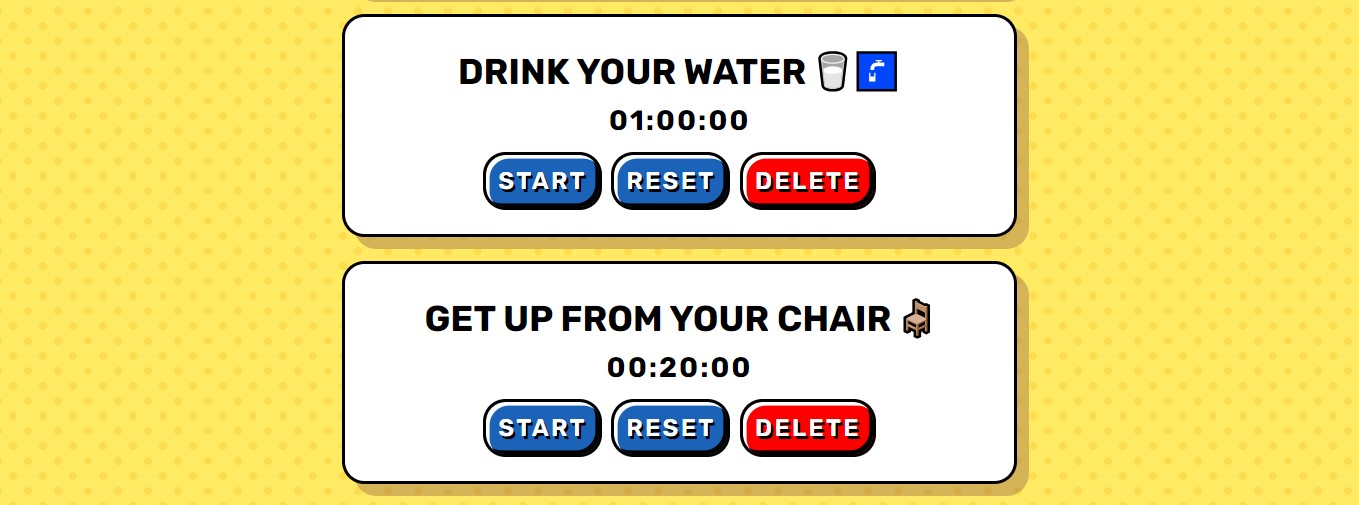 DRINK YOUR WATER 🥛🚰
01:00:00
START RESET DELETE
GET UP FROM YOUR CHAIR 🪑
00:20:00
START RESET DELETE